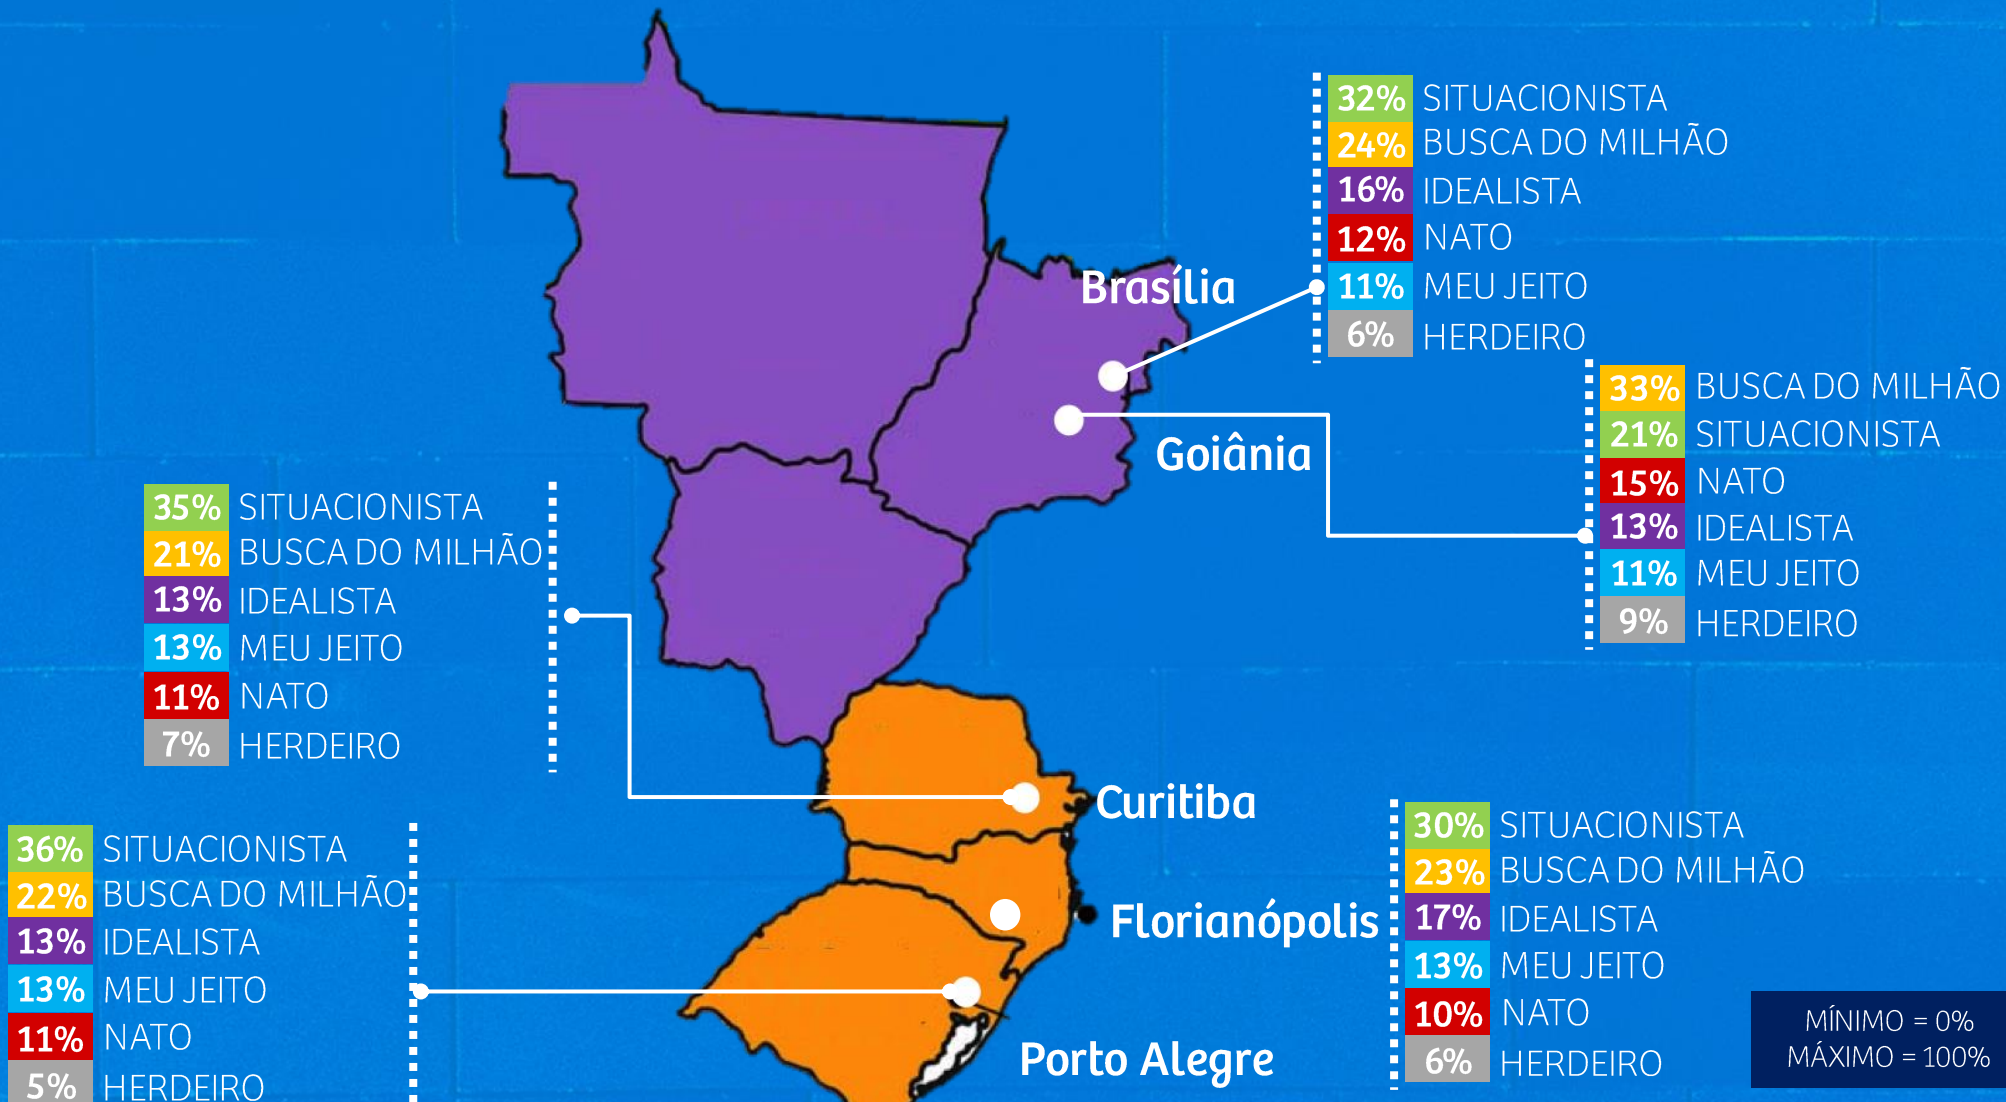 Brasília
32% SITUACIONISTA
24% BUSCA DO MILHÃO
16% IDEALISTA
12% NATO
11% MEU JEITO
6% HERDEIRO
Goiânia
33% BUSCA DO MILHÃO
21% SITUACIONISTA
15% NATO
13% IDEALISTA
11% MEU JEITO
9% HERDEIRO
35% SITUACIONISTA
21% BUSCA DO MILHÃO
13% IDEALISTA
13% MEU JEITO
11% NATO
7% HERDEIRO
Curitiba
36% SITUACIONISTA
22% BUSCA DO MILHÃO
13% IDEALISTA
13% MEU JEITO
11% NATO
5% HERDEIRO
Porto Alegre
Florianópolis
30% SITUACIONISTA
23% BUSCA DO MILHÃO
17% IDEALISTA
13% MEU JEITO
10% NATO
6% HERDEIRO
MÍNIMO = 0%
MÁXIMO = 100%